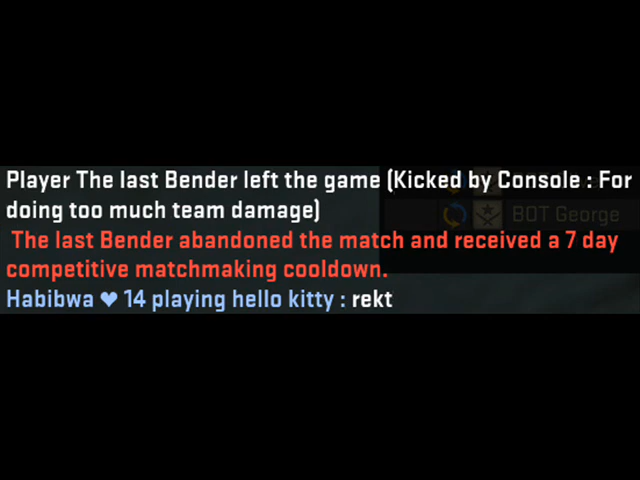 Player The last Bender left the game (Kicked by Console : For
doing too much team damage)
BOT George
The last Bender abandoned the match and received a 7 day
competitive matchmaking cooldown.
Habibwa ♥ 14 playing hello kitty : rekt